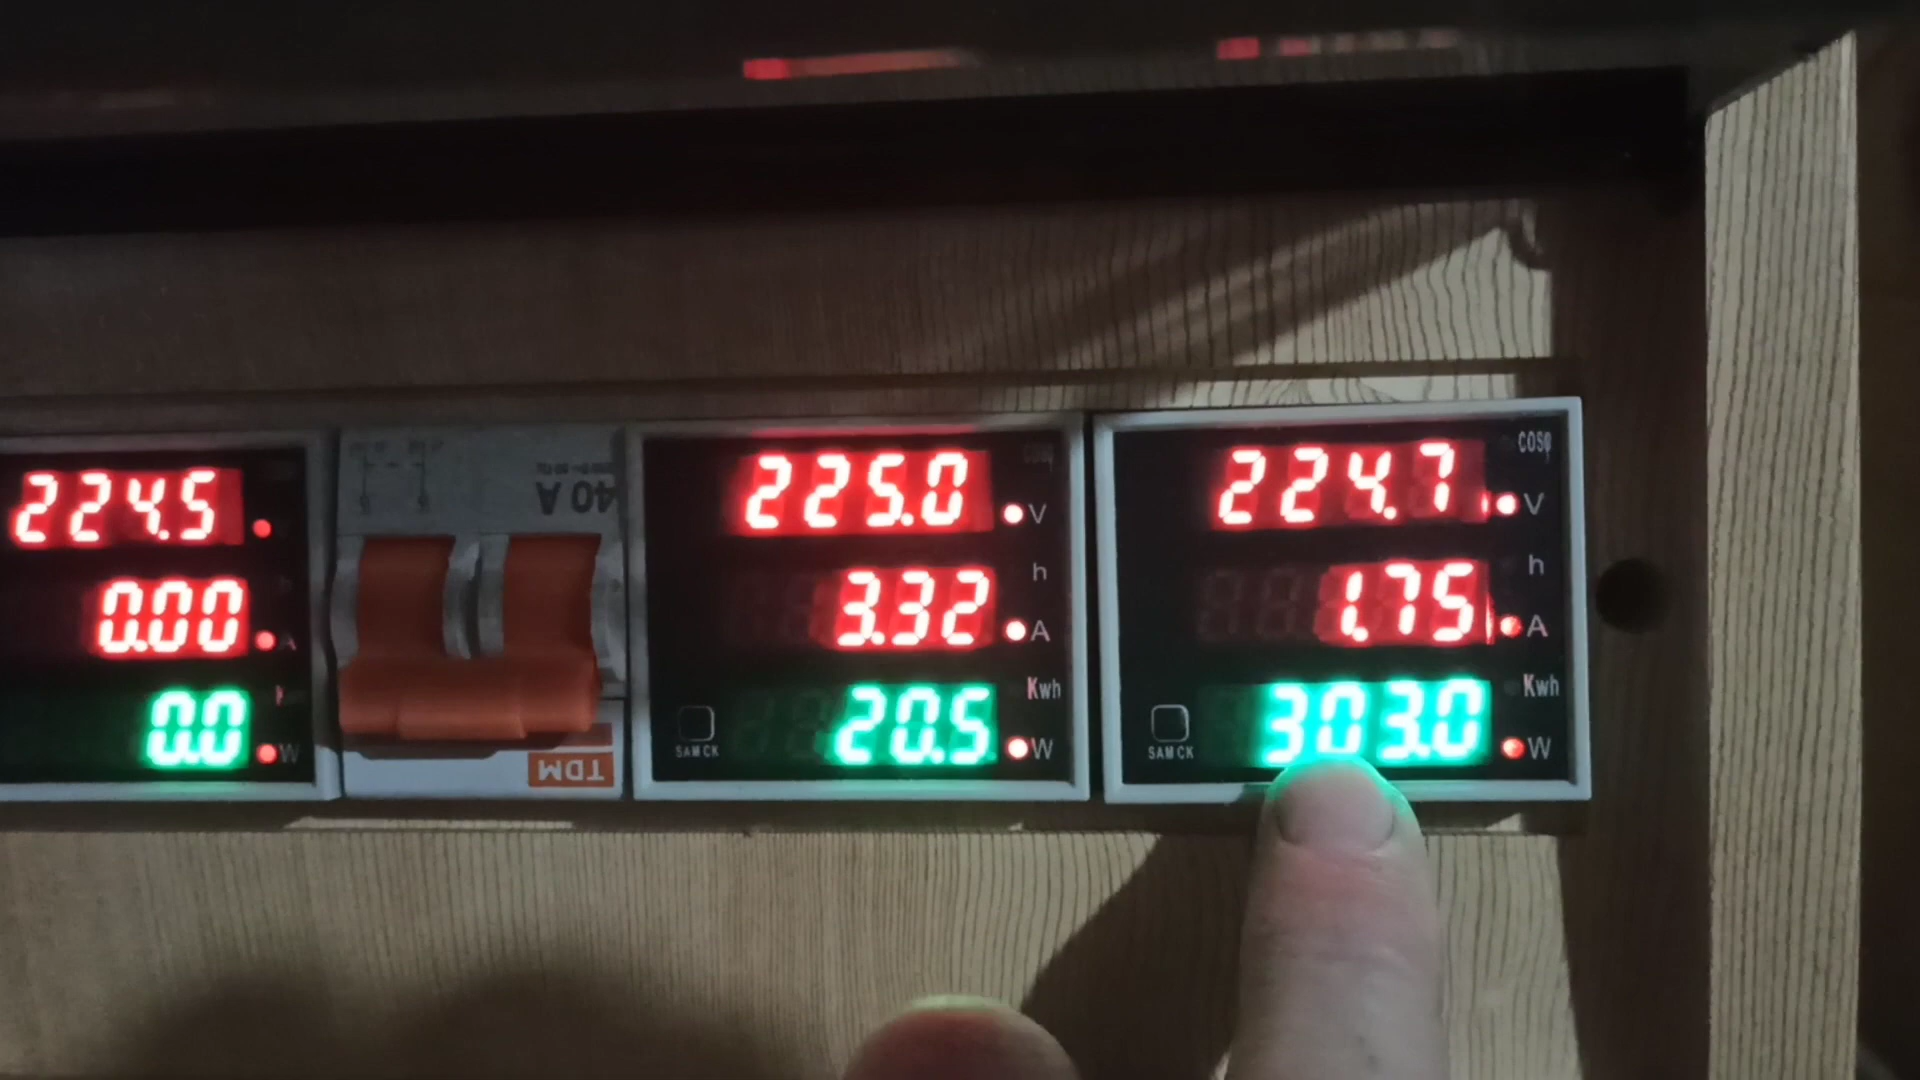 224.5
0.00
A
0.0
W
40 A
TDM
225.0
V
h
3.32
A
Kwh
20.5
W
SAM CK
COSφ
224.7
V
h
1.75
A
Kwh
303.0
W
SAM CK